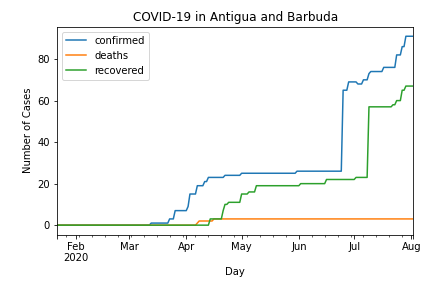 COVID-19 in Antigua and Barbuda
confirmed
deaths
recovered
Number of Cases
80
60
40
20
0
Feb Mar Apr May Jun Jul Aug
2020
Day